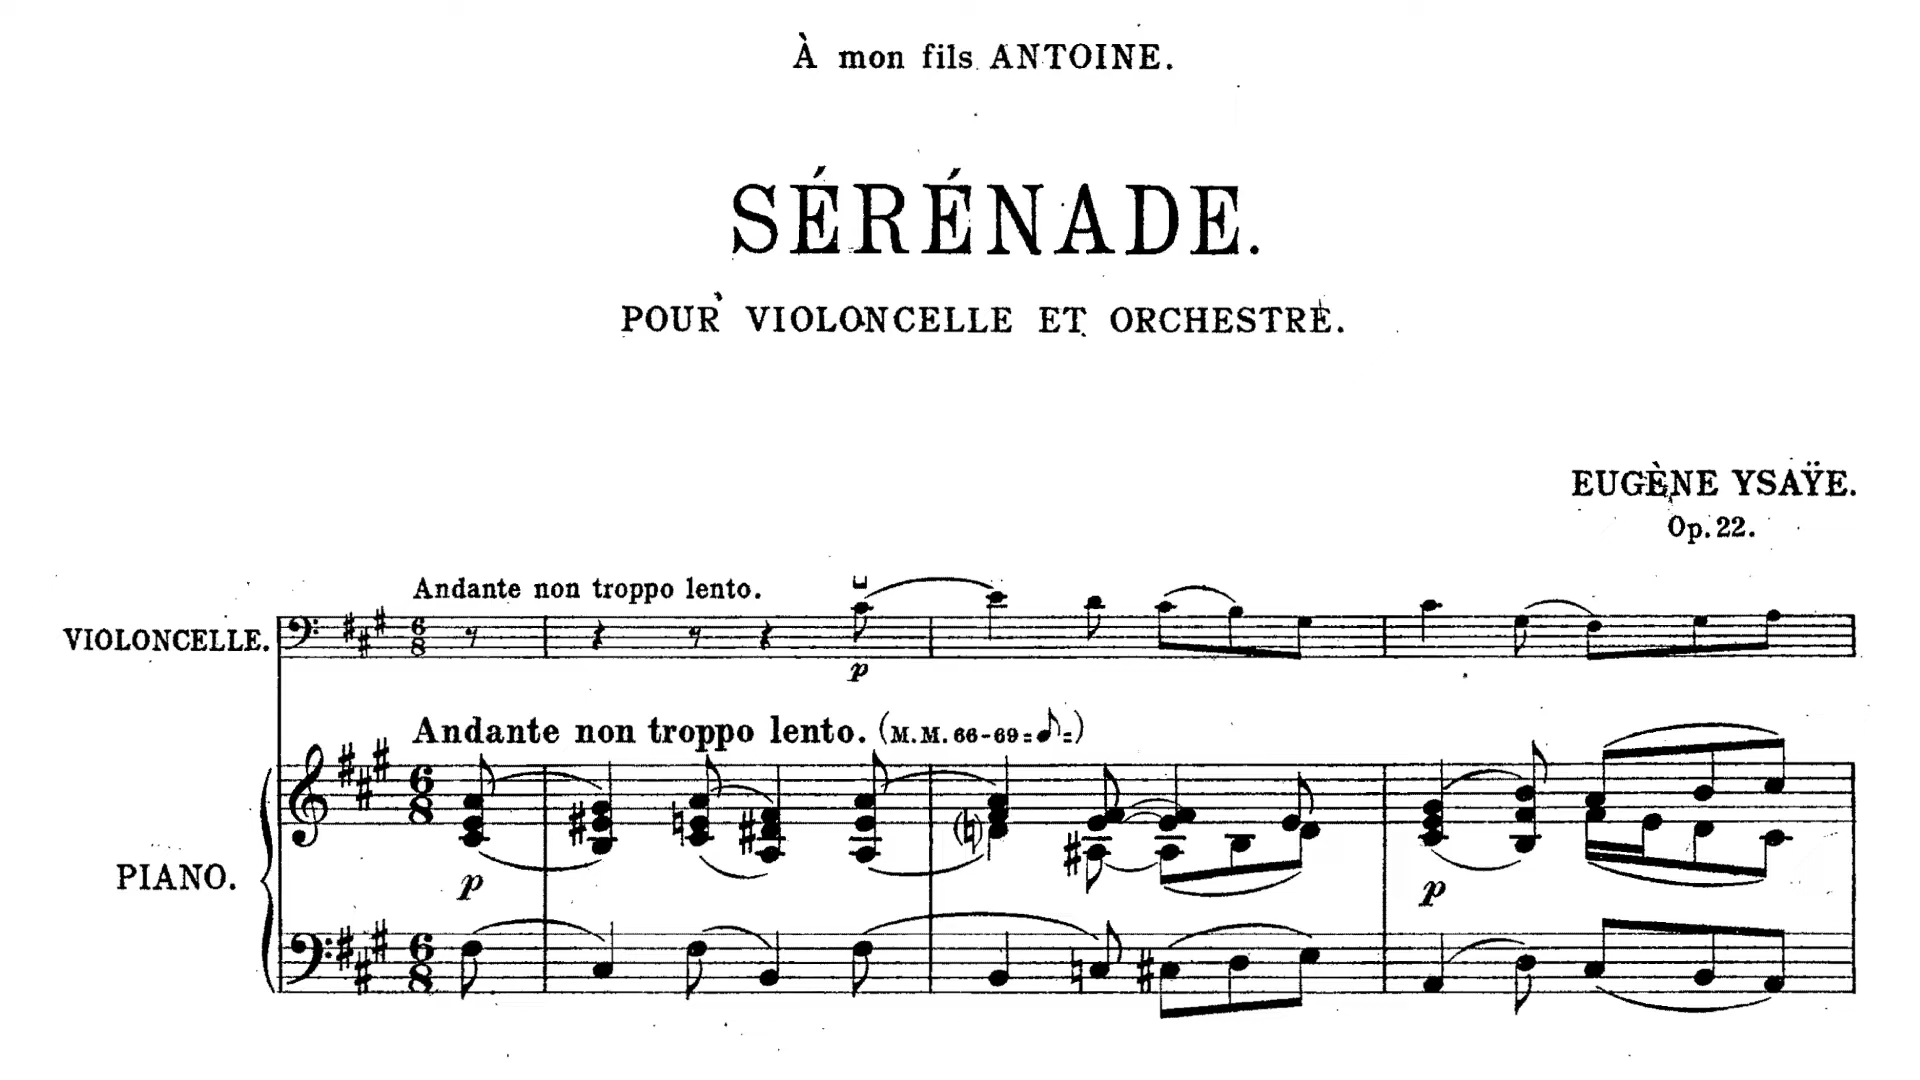 À mon fils ANTOINE.
SÉRÉNADE.
POUR VIOLONCELLE ET ORCHESTRE.
EUGÈNE YSAŸE.
Op. 22.
Andante non troppo lento.
VIOLONCELLE.
p
Andante non troppo lento. (M.M. 66-69=♪=)
PIANO.
p p